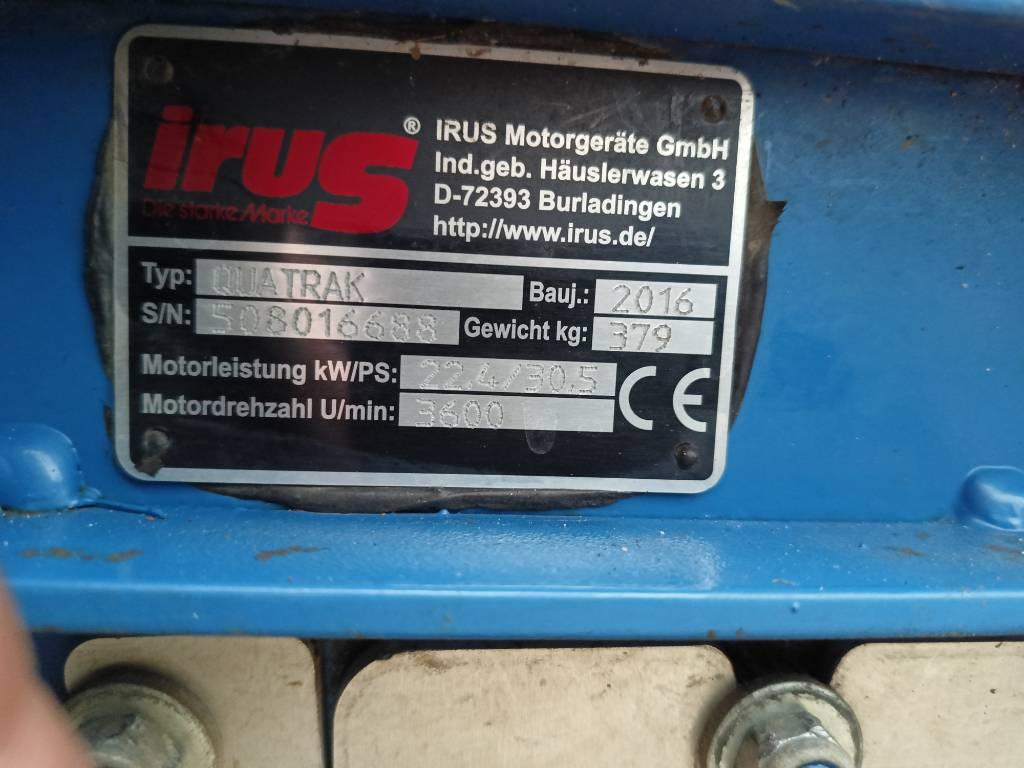 irus®
Die starke Marke
IRUS Motorgeräte GmbH
Ind.geb. Häuslerwasen 3
D-72393 Burladingen
http://www.irus.de/
Typ: QUATRAK Bauj.: 2016
S/N: 508016688 Gewicht kg: 379
Motorleistung kW/PS: 22.4/30.5
Motordrehzahl U/min: 3600
CE